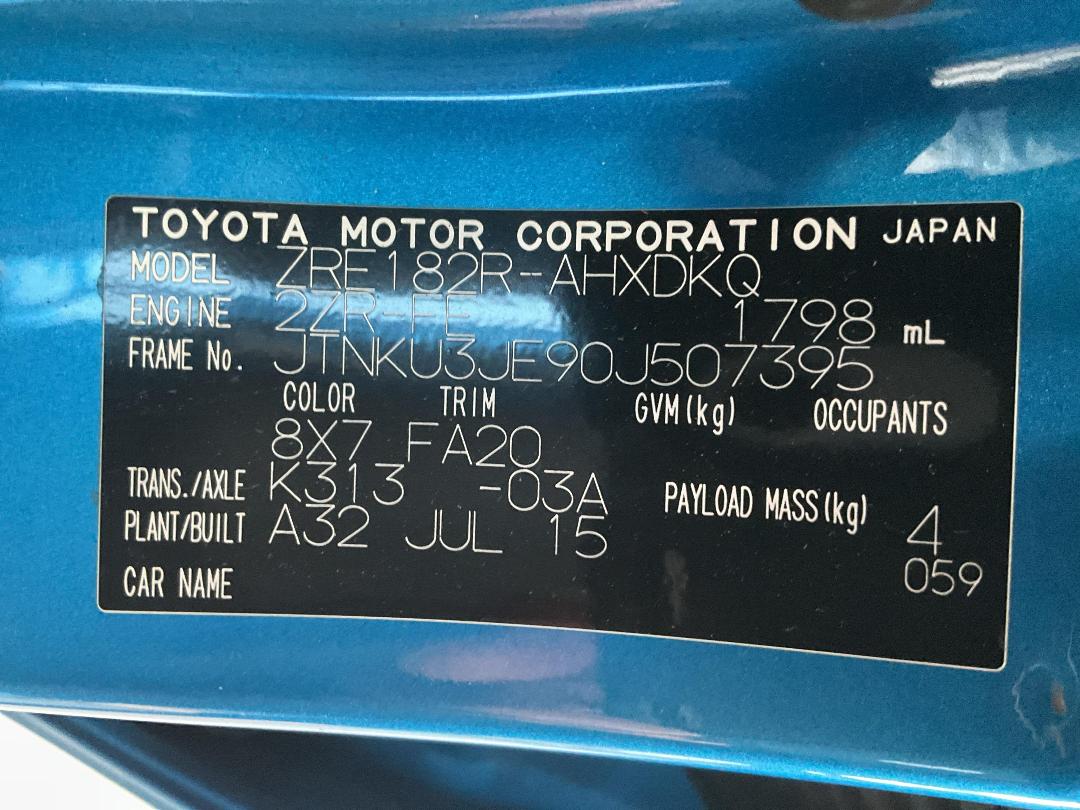 TOYOTA MOTOR CORPORATION JAPAN
MODEL ZRE182R-AHXDKQ
ENGINE 2ZR-FE 1798 mL
FRAME No. JTNKU3JE90J507395
COLOR TRIM GVM(kg) OCCUPANTS
8X7 FA20
TRANS./AXLE K313 -03A PAYLOAD MASS(kg)
PLANT/BUILT A32 JUL 15 4
CAR NAME 059